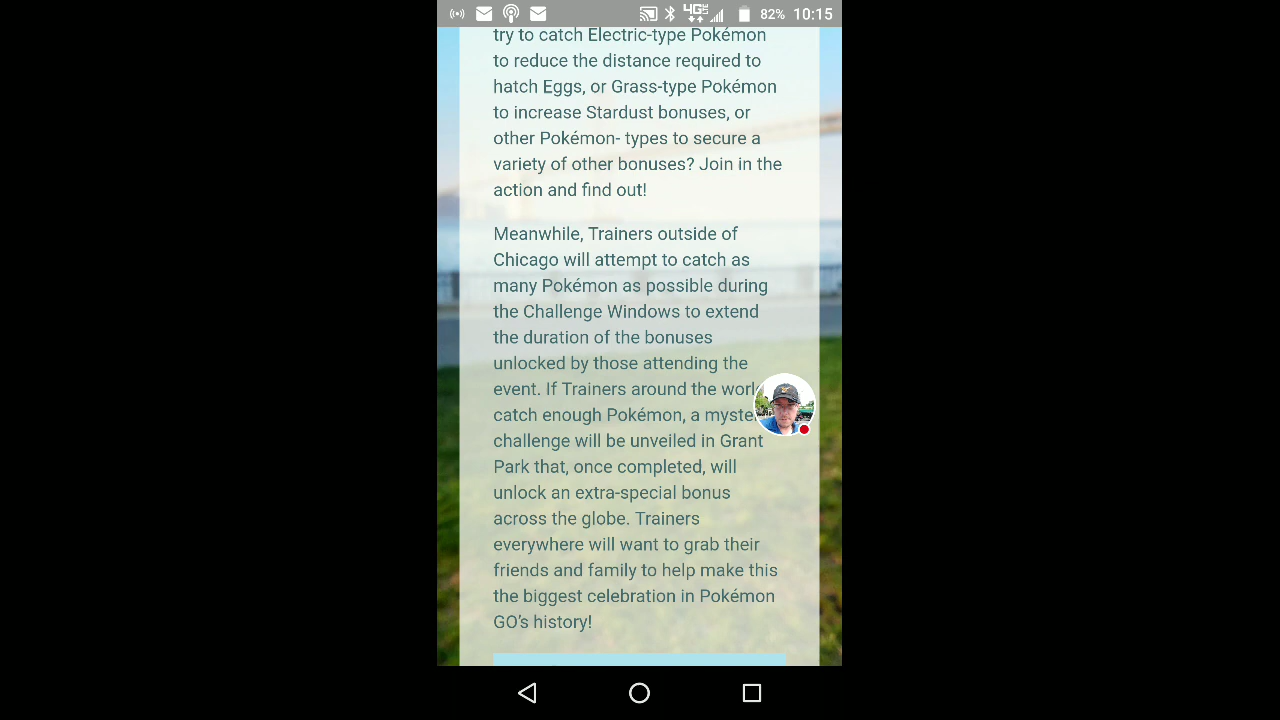 82% 10:15
try to catch Electric-type Pokémon
to reduce the distance required to
hatch Eggs, or Grass-type Pokémon
to increase Stardust bonuses, or
other Pokémon- types to secure a
variety of other bonuses? Join in the
action and find out!
Meanwhile, Trainers outside of
Chicago will attempt to catch as
many Pokémon as possible during
the Challenge Windows to extend
the duration of the bonuses
unlocked by those attending the
event. If Trainers around the
catch enough Pokémon, a
challenge will be unveiled in Grant
Park that, once completed, will
unlock an extra-special bonus
across the globe. Trainers
everywhere will want to grab their
friends and family to help make this
the biggest celebration in Pokémon
GO's history!